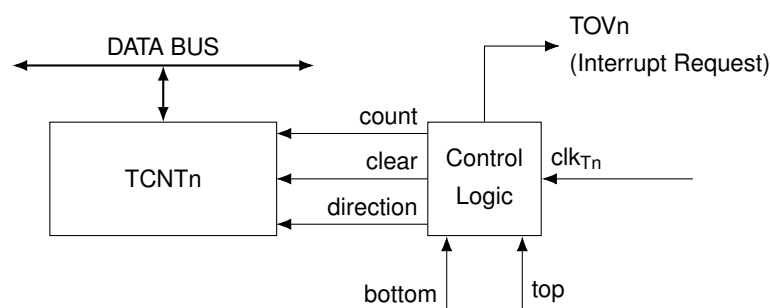 TOVn
DATA BUS
(Interrupt Request)
count
TCNTn
clear
Control
Logic
clkTn
direction
bottom
top